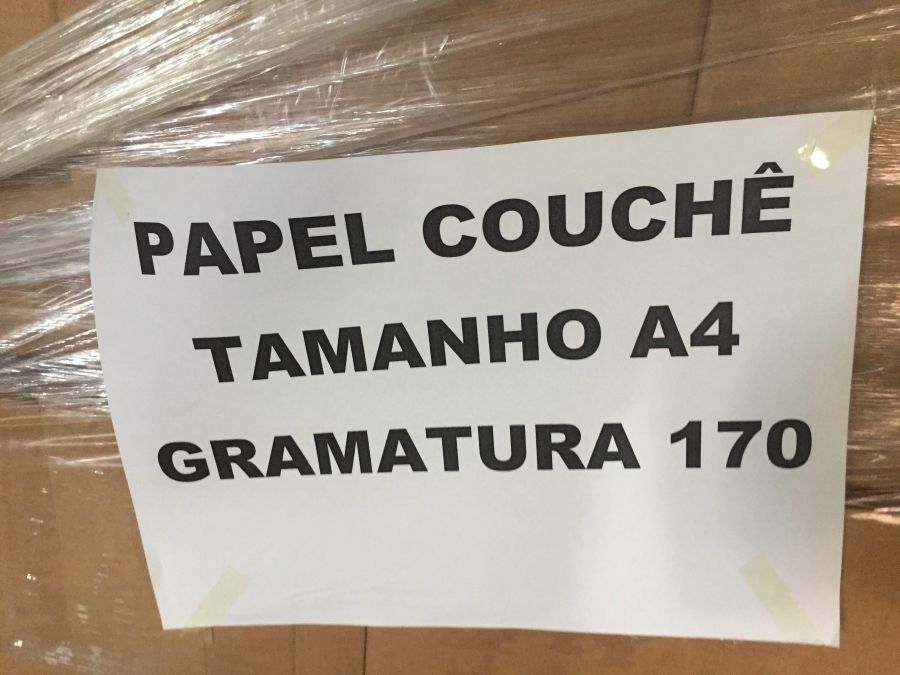 PAPEL COUCHÊ
TAMANHO A4
GRAMATURA 170